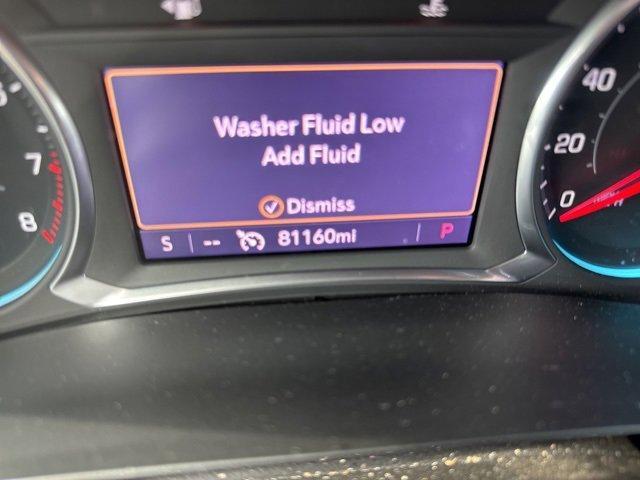 Washer Fluid Low
Add Fluid
Dismiss
S -- 81160mi P
7
8
40
20
0